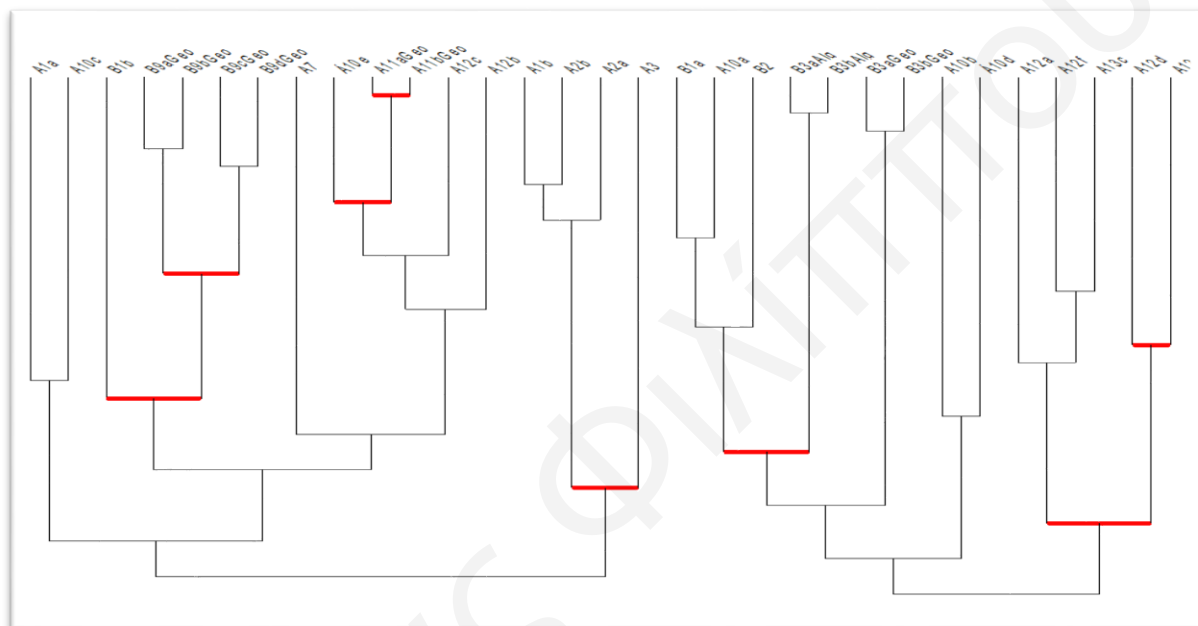 A1a A10c B1b B9aGeo B9bGeo B9cGeo B9dGeo A7 A10e A11aGeo A11bGeo A12c A12b A1b A2b A2a A3 B1a A10a B2 B3aAlg B3bAlg B3aGeo B3bGeo A10b A10d A12a A12f A13c A12d
ΦΙΛΊΠΠΟΥ